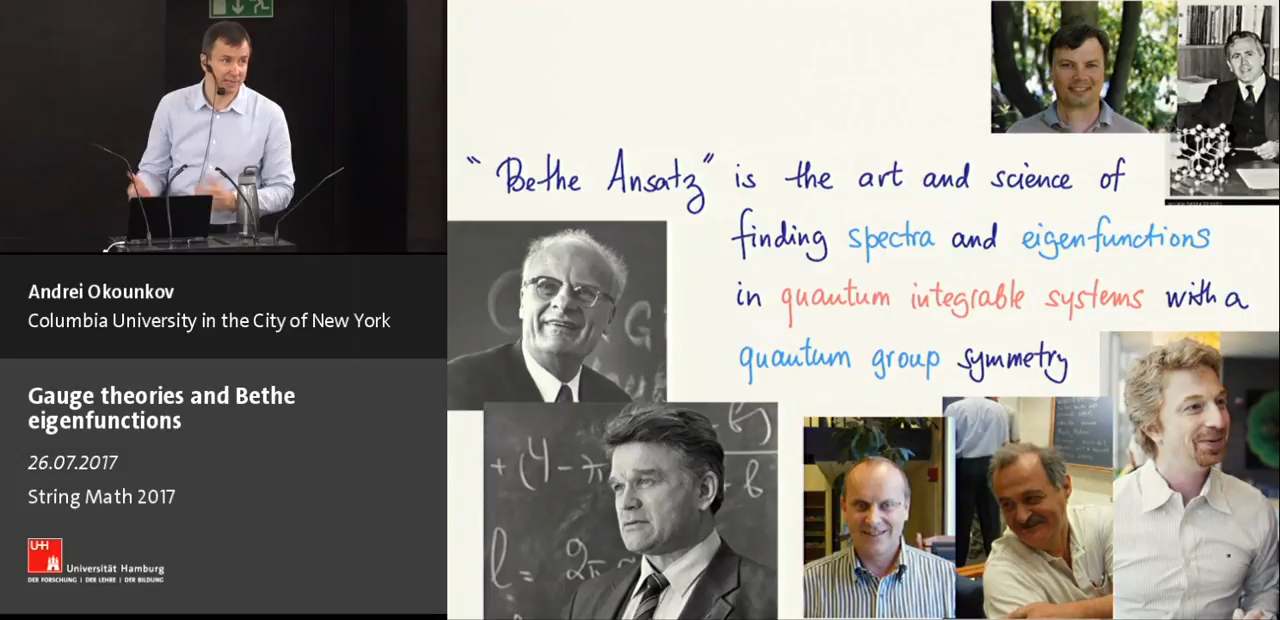 Andrei Okounkov
Columbia University in the City of New York
Gauge theories and Bethe
eigenfunctions
26.07.2017
String Math 2017
UHH
Universität Hamburg
DER FORSCHUNG | DER LEHRE | DER BILDUNG
"Bethe Ansatz" is the art and science of
finding spectra and eigenfunctions
in quantum integrable systems with a
quantum group symmetry